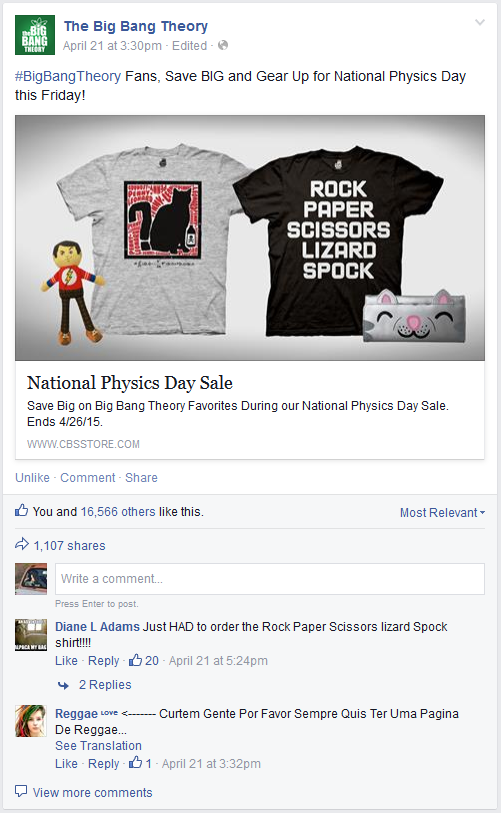 the BIG BANG THEORY
The Big Bang Theory
April 21 at 3:30pm · Edited ·
#BigBangTheory Fans, Save BIG and Gear Up for National Physics Day
this Friday!
ROCK
PAPER
SCISSORS
LIZARD
SPOCK
National Physics Day Sale
Save Big on Big Bang Theory Favorites During our National Physics Day Sale.
Ends 4/26/15.
WWW.CBSSTORE.COM
Unlike · Comment · Share
You and 16,566 others like this.
Most Relevant
1,107 shares
Write a comment...
Press Enter to post.
ALPACA MY BAG
Diane L Adams Just HAD to order the Rock Paper Scissors lizard Spock
shirt!!!!
Like · Reply · 20 · April 21 at 5:24pm
2 Replies
Reggae ᴸᴼⱽᴱ <------- Curtem Gente Por Favor Sempre Quis Ter Uma Pagina
De Reggae...
See Translation
Like · Reply · 1 · April 21 at 3:32pm
View more comments